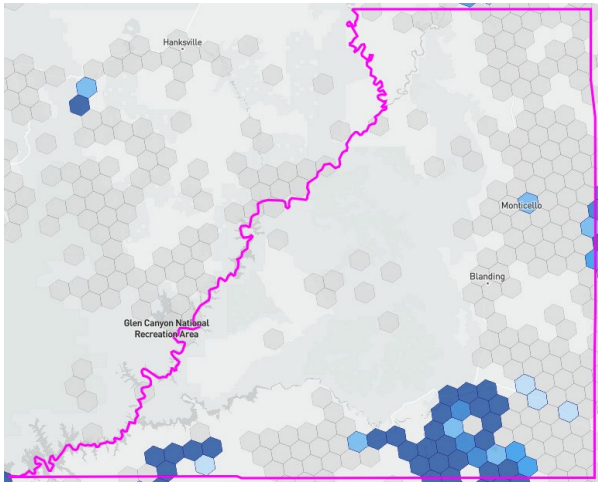 Hanksville
Monticello
Blanding
Glen Canyon National
Recreation Area